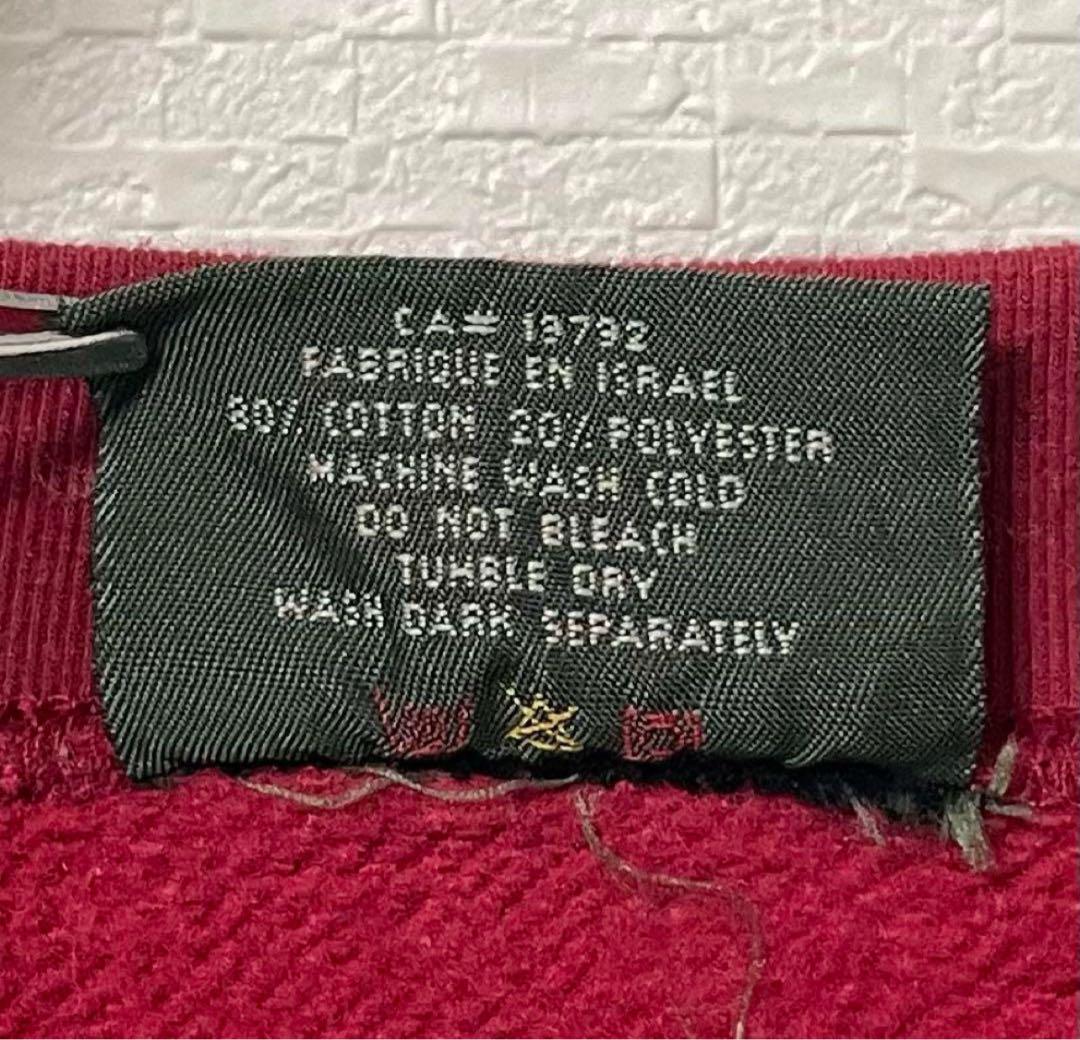 CA# 18792
FABRIQUE EN ISRAEL
80% COTTON 20% POLYESTER
MACHINE WASH COLD
DO NOT BLEACH
TUMBLE DRY
WASH DARK SEPARATELY